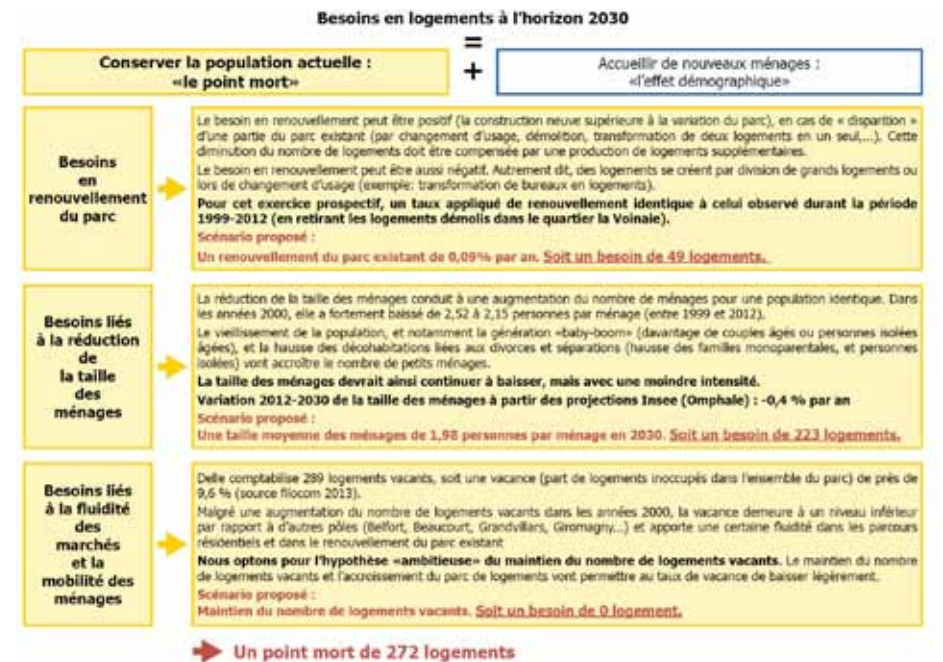 Besoins en logements à l'horizon 2030
=
Conserver la population actuelle :
«le point mort»
+
Accueillir de nouveaux ménages :
«l'effet démographique»
Besoins
en
renouvellement
du parc
Le besoin en renouvellement peut être positif (la construction neuve supérieure à la variation du parc), en cas de « disparition »
d'une partie du parc existant (par changement d'usage, démolition, transformation de deux logements en un seul,...). Cette
diminution du nombre de logements doit être compensée par une production de logements supplémentaires.
Le besoin en renouvellement peut être aussi négatif. Autrement dit, des logements se créent par division de grands logements ou
lors de changement d'usage (exemple: transformation de bureaux en logements).
Pour cet exercice prospectif, un taux appliqué de renouvellement identique à celui observé durant la période
1999-2012 (en retirant les logements démolis dans le quartier la Voinaie).
Scénario proposé :
Un renouvellement du parc existant de 0,09% par an. Soit un besoin de 49 logements.
Besoins liés
à la réduction
de
la taille
des
ménages
La réduction de la taille des ménages conduit à une augmentation du nombre de ménages pour une population identique. Dans
les années 2000, elle a fortement baissé de 2,52 à 2,15 personnes par ménage (entre 1999 et 2012).
Le vieillissement de la population, et notamment la génération «baby-boom» (davantage de couples âgés ou personnes isolées
âgées), et la hausse des décohabitations liées aux divorces et séparations (hausse des familles monoparentales, et personnes
isolées) vont accroître le nombre de petits ménages.
La taille des ménages devrait ainsi continuer à baisser, mais avec une moindre intensité.
Variation 2012-2030 de la taille des ménages à partir des projections Insee (Omphale) : -0,4 % par an
Scénario proposé :
Une taille moyenne des ménages de 1,98 personnes par ménage en 2030. Soit un besoin de 223 logements.
Besoins liés
à la fluidité
des
marchés
et la
mobilité des
ménages
Delle comptabilise 289 logements vacants, soit une vacance (part de logements inoccupés dans l'ensemble du parc) de près de
9,6 % (source filocom 2013).
Malgré une augmentation du nombre de logements vacants dans les années 2000, la vacance demeure à un niveau inférieur
par rapport à d'autres pôles (Belfort, Beaucourt, Grandvillars, Giromagny...) et apporte une certaine fluidité dans les parcours
résidentiels et dans le renouvellement du parc existant
Nous optons pour l'hypothèse «ambitieuse» du maintien du nombre de logements vacants. Le maintien du nombre
de logements vacants et l'accroissement du parc de logements vont permettre au taux de vacance de baisser légèrement.
Scénario proposé :
Maintien du nombre de logements vacants. Soit un besoin de 0 logement.
Un point mort de 272 logements